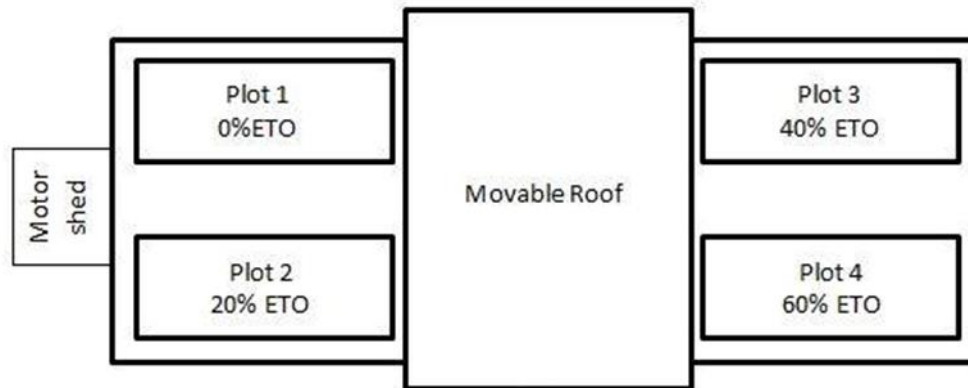 Plot 1
0%ETO
Plot 3
40% ETO
Motor
shed
Movable Roof
Plot 2
20% ETO
Plot 4
60% ETO